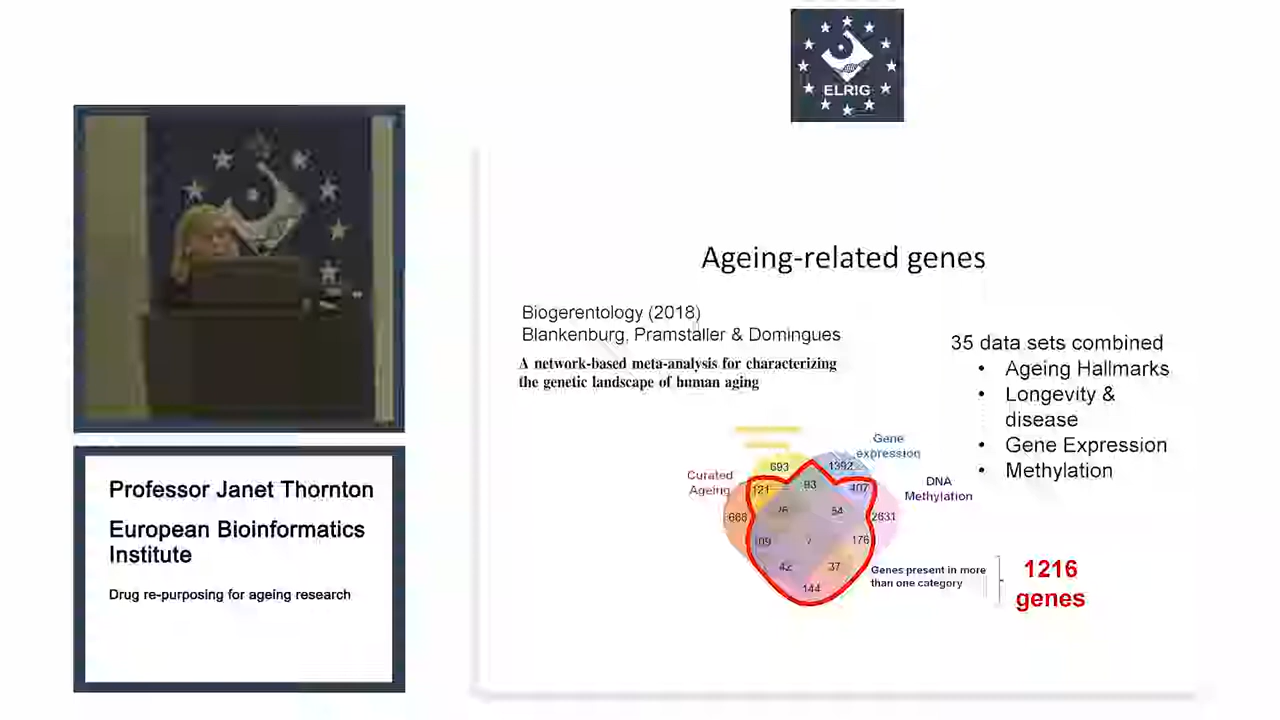 ELRIG
Ageing-related genes
Biogerentology (2018)
Blankenburg, Pramstaller & Domingues
A network-based meta-analysis for characterizing
the genetic landscape of human aging
35 data sets combined
• Ageing Hallmarks
• Longevity &
disease
• Gene Expression
• Methylation
Gene
expression
693
1392
Curated
Ageing
DNA
Methylation
121
93
407
54
668
2631
176
42
37
144
Genes present in more
than one category
1216
genes
Professor Janet Thornton
European Bioinformatics
Institute
Drug re-purposing for ageing research